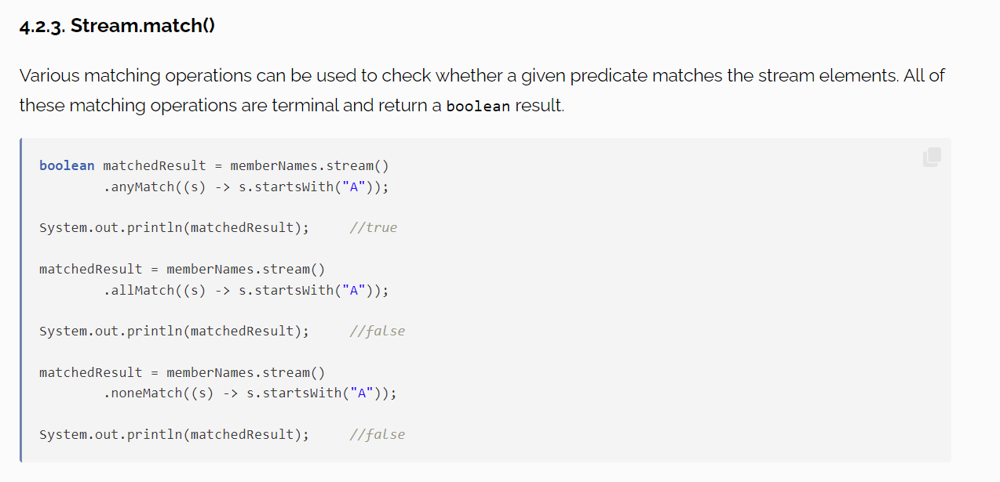 4.2.3. Stream.match()
Various matching operations can be used to check whether a given predicate matches the stream elements. All of
these matching operations are terminal and return a boolean result.
boolean matchedResult = memberNames.stream()
        .anyMatch((s) -> s.startsWith("A"));
System.out.println(matchedResult);     //true
matchedResult = memberNames.stream()
        .allMatch((s) -> s.startsWith("A"));
System.out.println(matchedResult);     //false
matchedResult = memberNames.stream()
        .noneMatch((s) -> s.startsWith("A"));
System.out.println(matchedResult);     //false